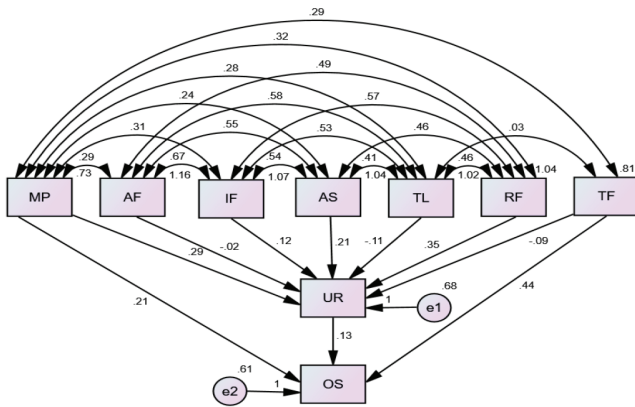 .29
.32
.28 .49
.24 .58
.31 .55 .53 .57 .46 .03
.29 .67 .54 .41 .46
.73 1.16 1.07 1.04 1.02 1.04 .81
MP AF IF AS TL RF TF
.29 -.02 .12 .21 -.11 .35 -.09
.21 UR 1 e1 .68 .44
.13
.61
e2 1 OS